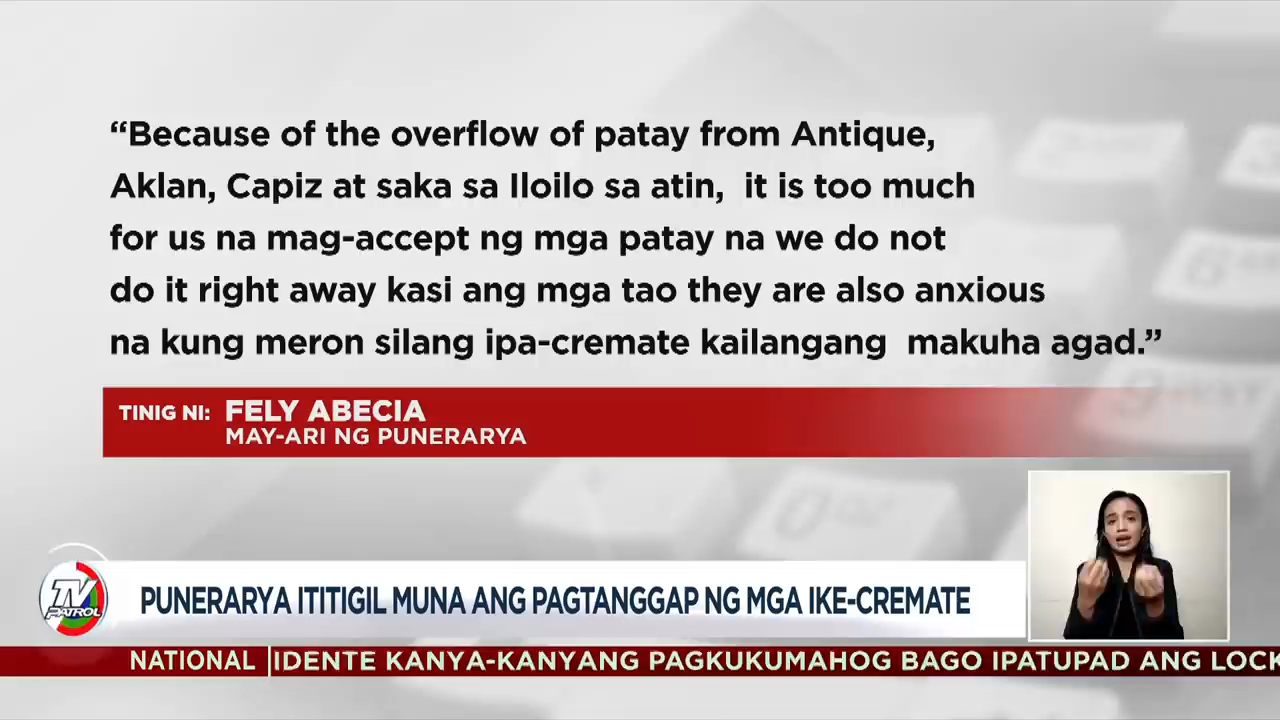 “Because of the overflow of patay from Antique,
Aklan, Capiz at saka sa Iloilo sa atin, it is too much
for us na mag-accept ng mga patay na we do not
do it right away kasi ang mga tao they are also anxious
na kung meron silang ipa-cremate kailangang makuha agad.”
TINIG NI: FELY ABECIA
MAY-ARI NG PUNERARYA
TV PATROL
PUNERARYA ITITIGIL MUNA ANG PAGTANGGAP NG MGA IKE-CREMATE
NATIONAL IDENTE KANYA-KANYANG PAGKUKUMAHOG BAGO IPATUPAD ANG LOCK